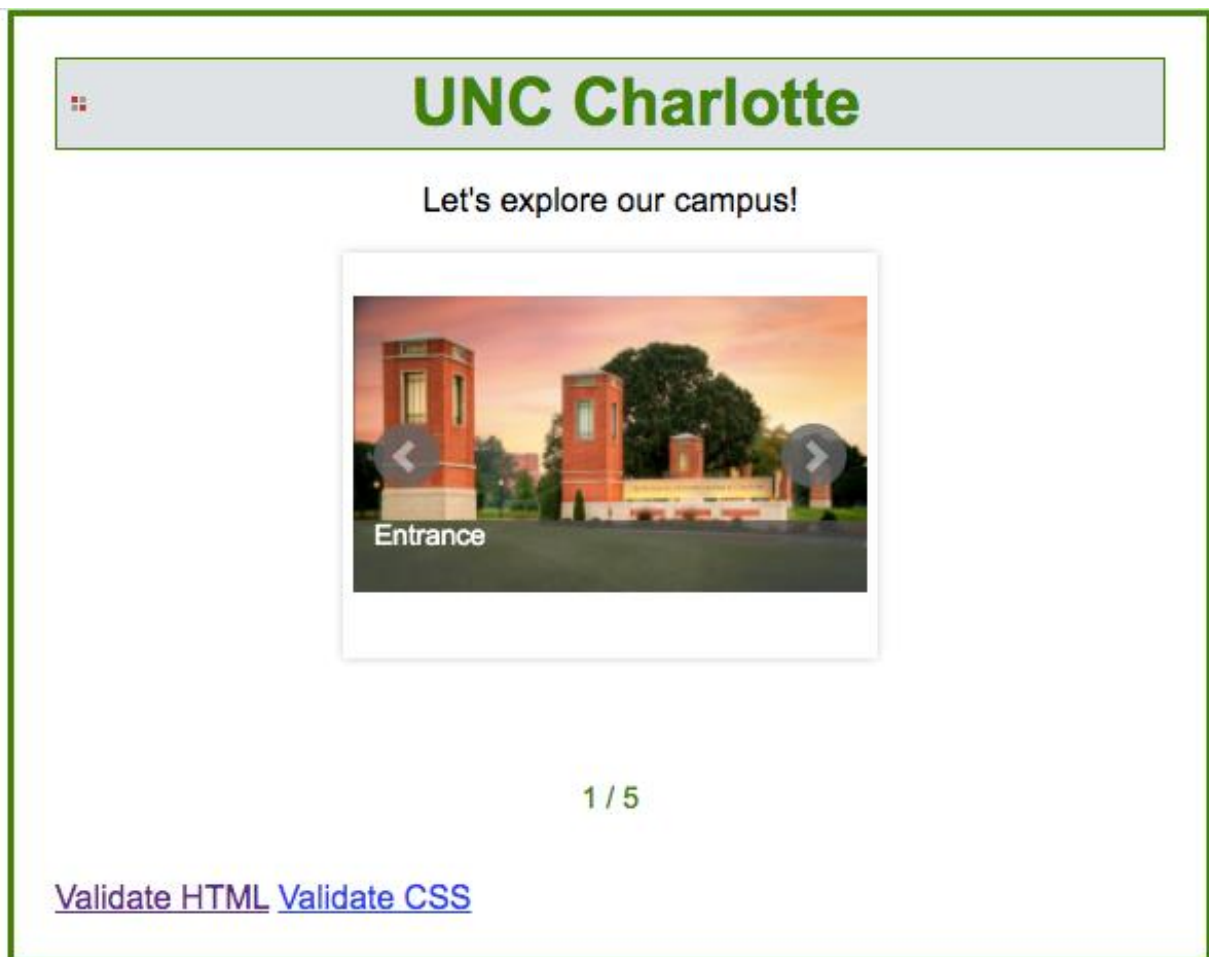 UNC Charlotte
Let's explore our campus!
Entrance
1 / 5
Validate HTML Validate CSS